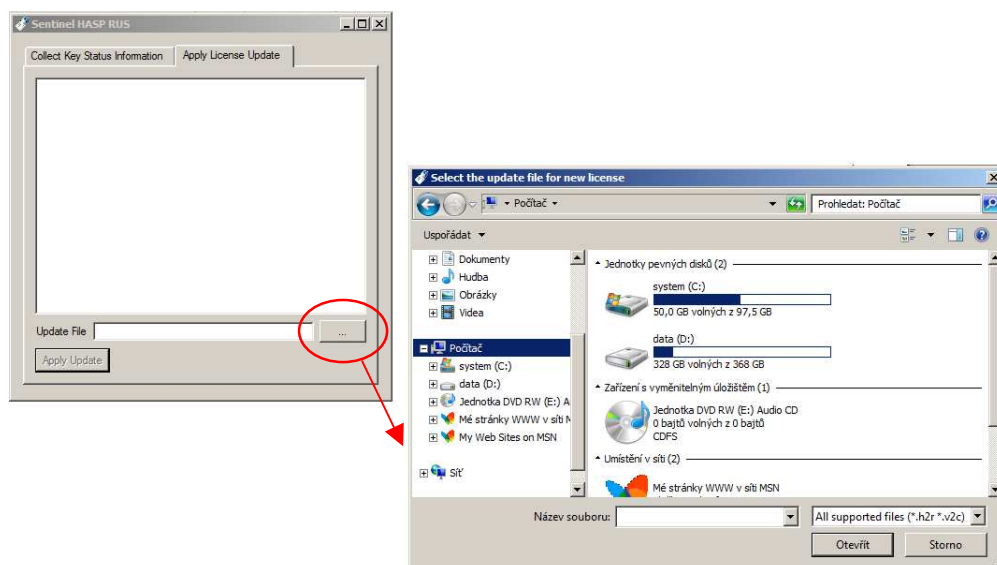 Sentinel HASP RUS
Collect Key Status Information
Apply License Update
Update File
...
Apply Update
Select the update file for new license
Počítač
Prohledat: Počítač
Uspořádat
Dokumenty
Hudba
Obrázky
Videa
Počítač
system (C:)
data (D:)
Jednotka DVD RW (E:) A
Mé stránky WWW v síti M
My Web Sites on MSN
Síť
Jednotky pevných disků (2)
system (C:)
50,0 GB volných z 97,5 GB
data (D:)
328 GB volných z 368 GB
Zařízení s vyměnitelným úložištěm (1)
Jednotka DVD RW (E:) Audio CD
0 bajtů volných z 0 bajtů
CDFS
Umístění v síti (2)
Mé stránky WWW v síti MSN
Název souboru:
All supported files (*.h2r *.v2c)
Otevřít
Storno